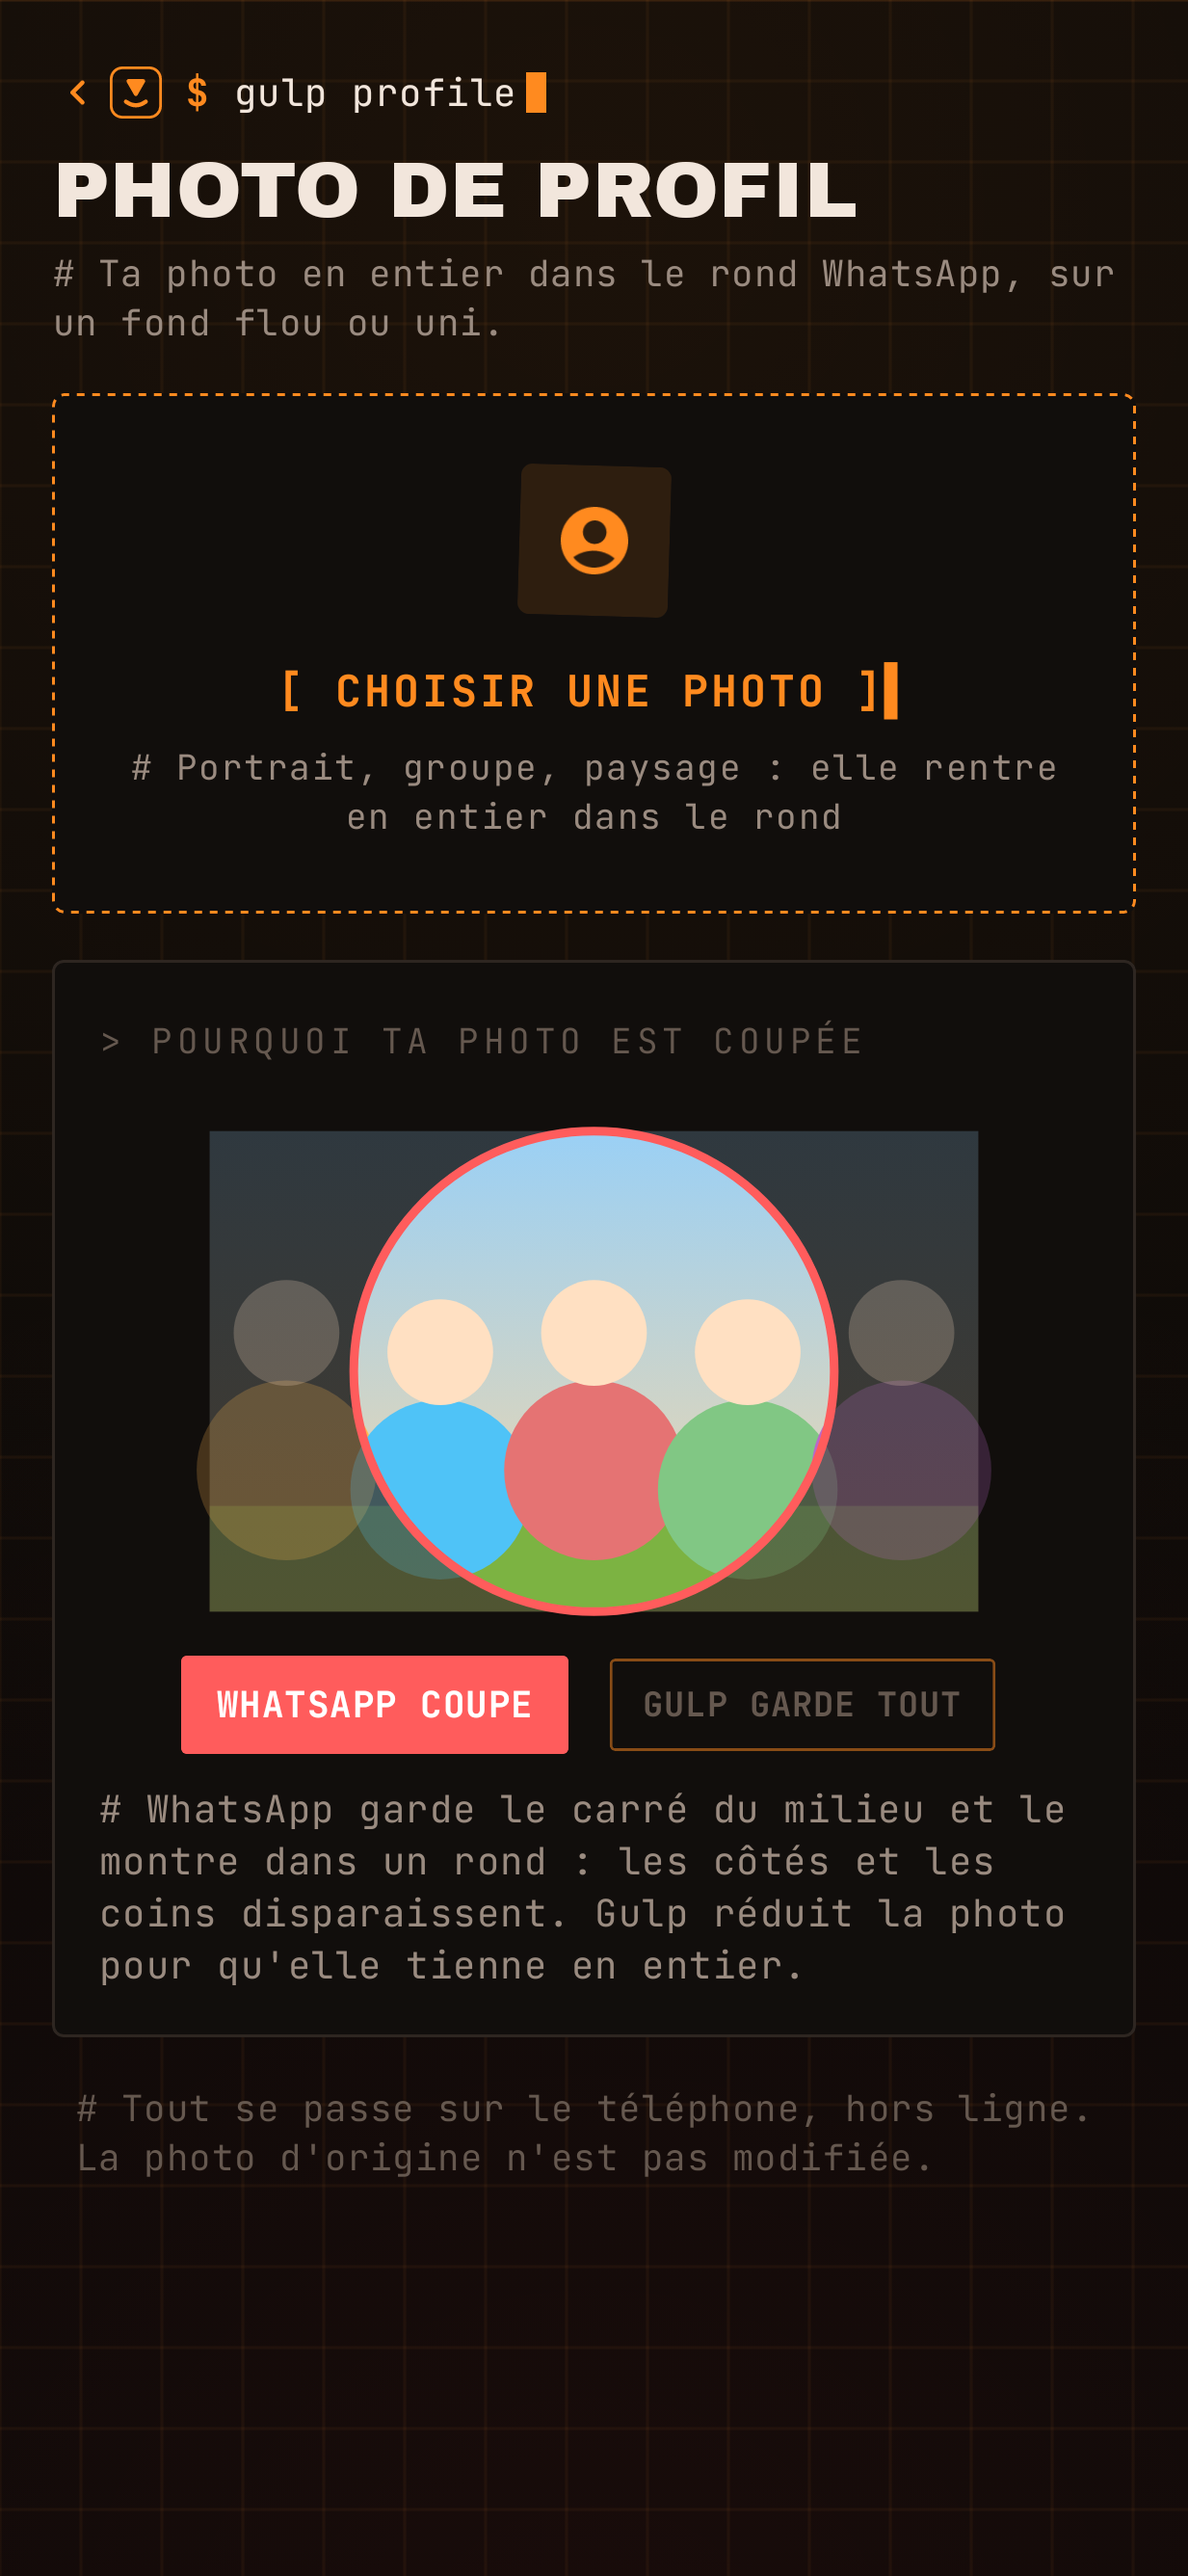 $ gulp profile
PHOTO DE PROFIL
# Ta photo en entier dans le rond WhatsApp, sur
un fond flou ou uni.
[ CHOISIR UNE PHOTO ]
# Portrait, groupe, paysage : elle rentre
en entier dans le rond
> POURQUOI TA PHOTO EST COUPÉE
WHATSAPP COUPE
GULP GARDE TOUT
# WhatsApp garde le carré du milieu et le
montre dans un rond : les côtés et les
coins disparaissent. Gulp réduit la photo
pour qu'elle tienne en entier.
# Tout se passe sur le téléphone, hors ligne.
La photo d'origine n'est pas modifiée.